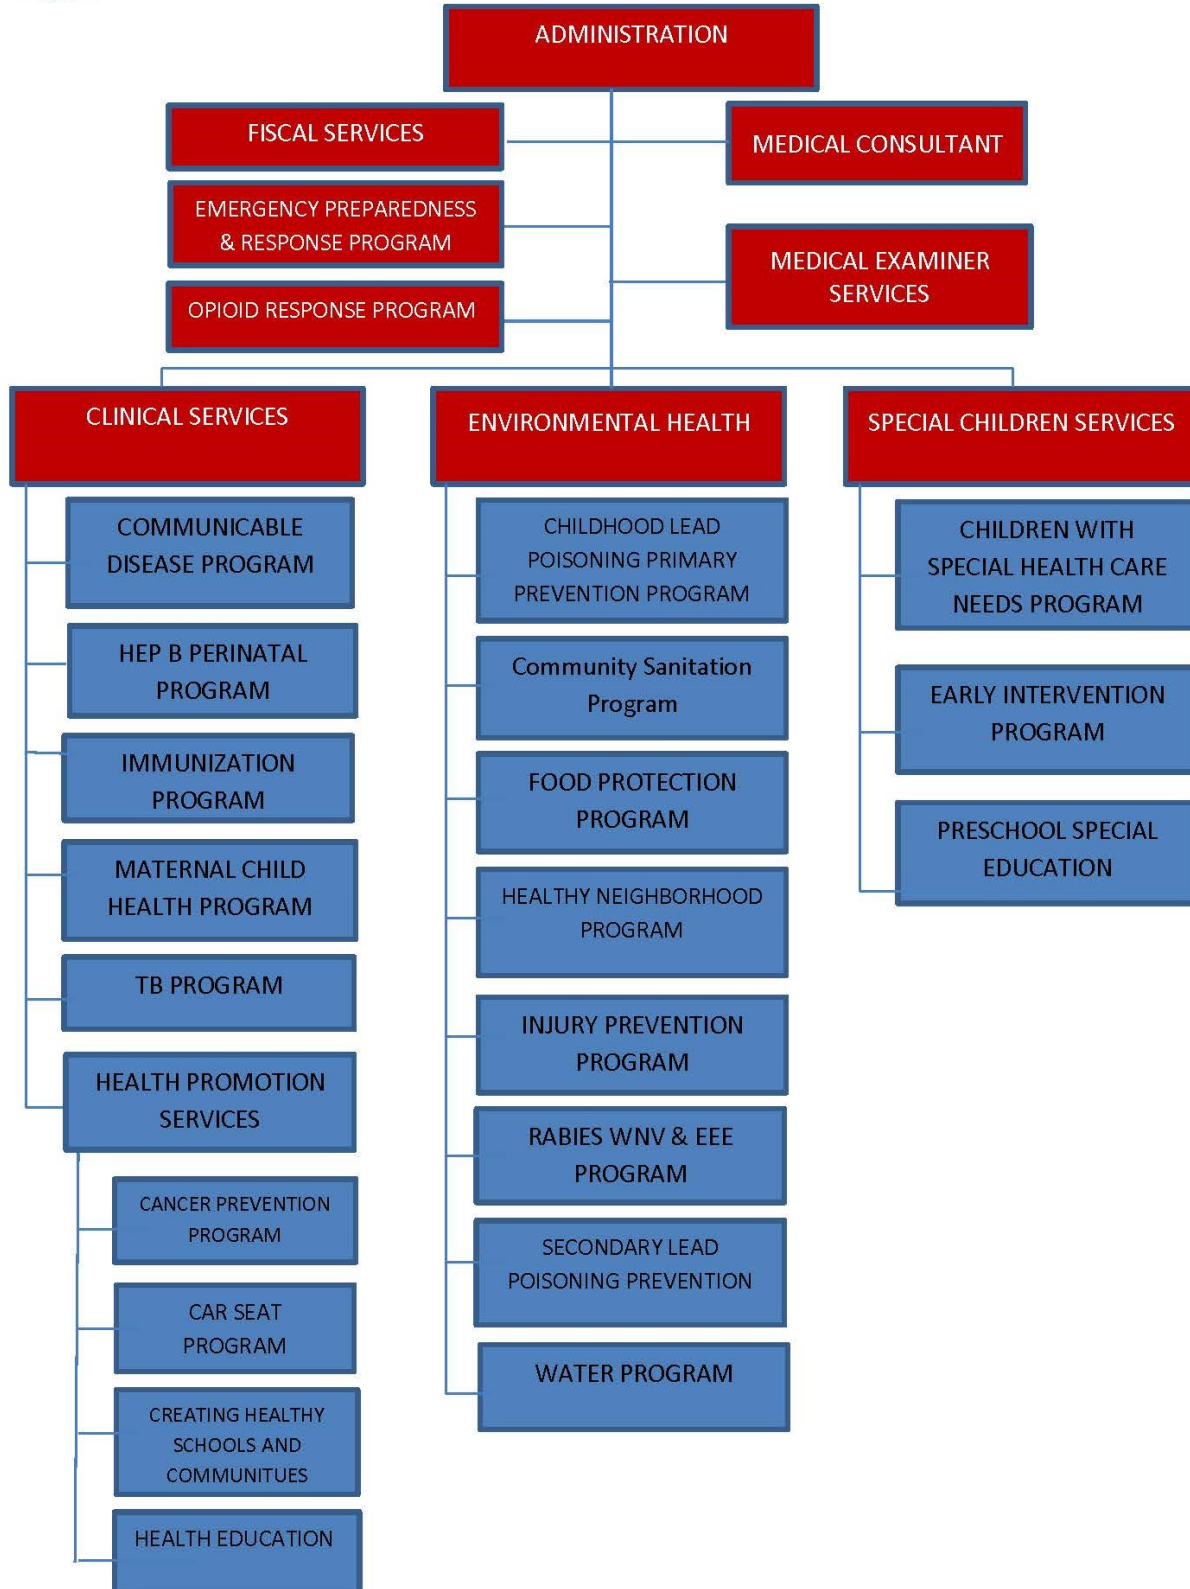 ADMINISTRATION
FISCAL SERVICES
MEDICAL CONSULTANT
EMERGENCY PREPAREDNESS
& RESPONSE PROGRAM
MEDICAL EXAMINER
SERVICES
OPIOID RESPONSE PROGRAM
CLINICAL SERVICES
COMMUNICABLE
DISEASE PROGRAM
HEP B PERINATAL
PROGRAM
IMMUNIZATION
PROGRAM
MATERNAL CHILD
HEALTH PROGRAM
TB PROGRAM
HEALTH PROMOTION
SERVICES
CANCER PREVENTION
PROGRAM
CAR SEAT
PROGRAM
CREATING HEALTHY
SCHOOLS AND
COMMUNITUES
HEALTH EDUCATION
ENVIRONMENTAL HEALTH
CHILDHOOD LEAD
POISONING PRIMARY
PREVENTION PROGRAM
Community Sanitation
Program
FOOD PROTECTION
PROGRAM
HEALTHY NEIGHBORHOOD
PROGRAM
INJURY PREVENTION
PROGRAM
RABIES WNV & EEE
PROGRAM
SECONDARY LEAD
POISONING PREVENTION
WATER PROGRAM
SPECIAL CHILDREN SERVICES
CHILDREN WITH
SPECIAL HEALTH CARE
NEEDS PROGRAM
EARLY INTERVENTION
PROGRAM
PRESCHOOL SPECIAL
EDUCATION